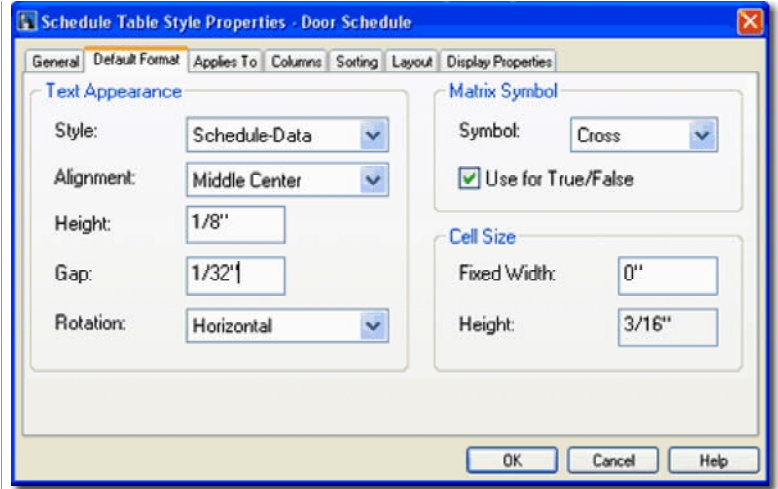 Schedule Table Style Properties - Door Schedule
General Default Format Applies To Columns Sorting Layout Display Properties
Text Appearance
Style: Schedule-Data
Alignment: Middle Center
Height: 1/8"
Gap: 1/32"
Rotation: Horizontal
Matrix Symbol
Symbol: Cross
Use for True/False
Cell Size
Fixed Width: 0"
Height: 3/16"
OK Cancel Help